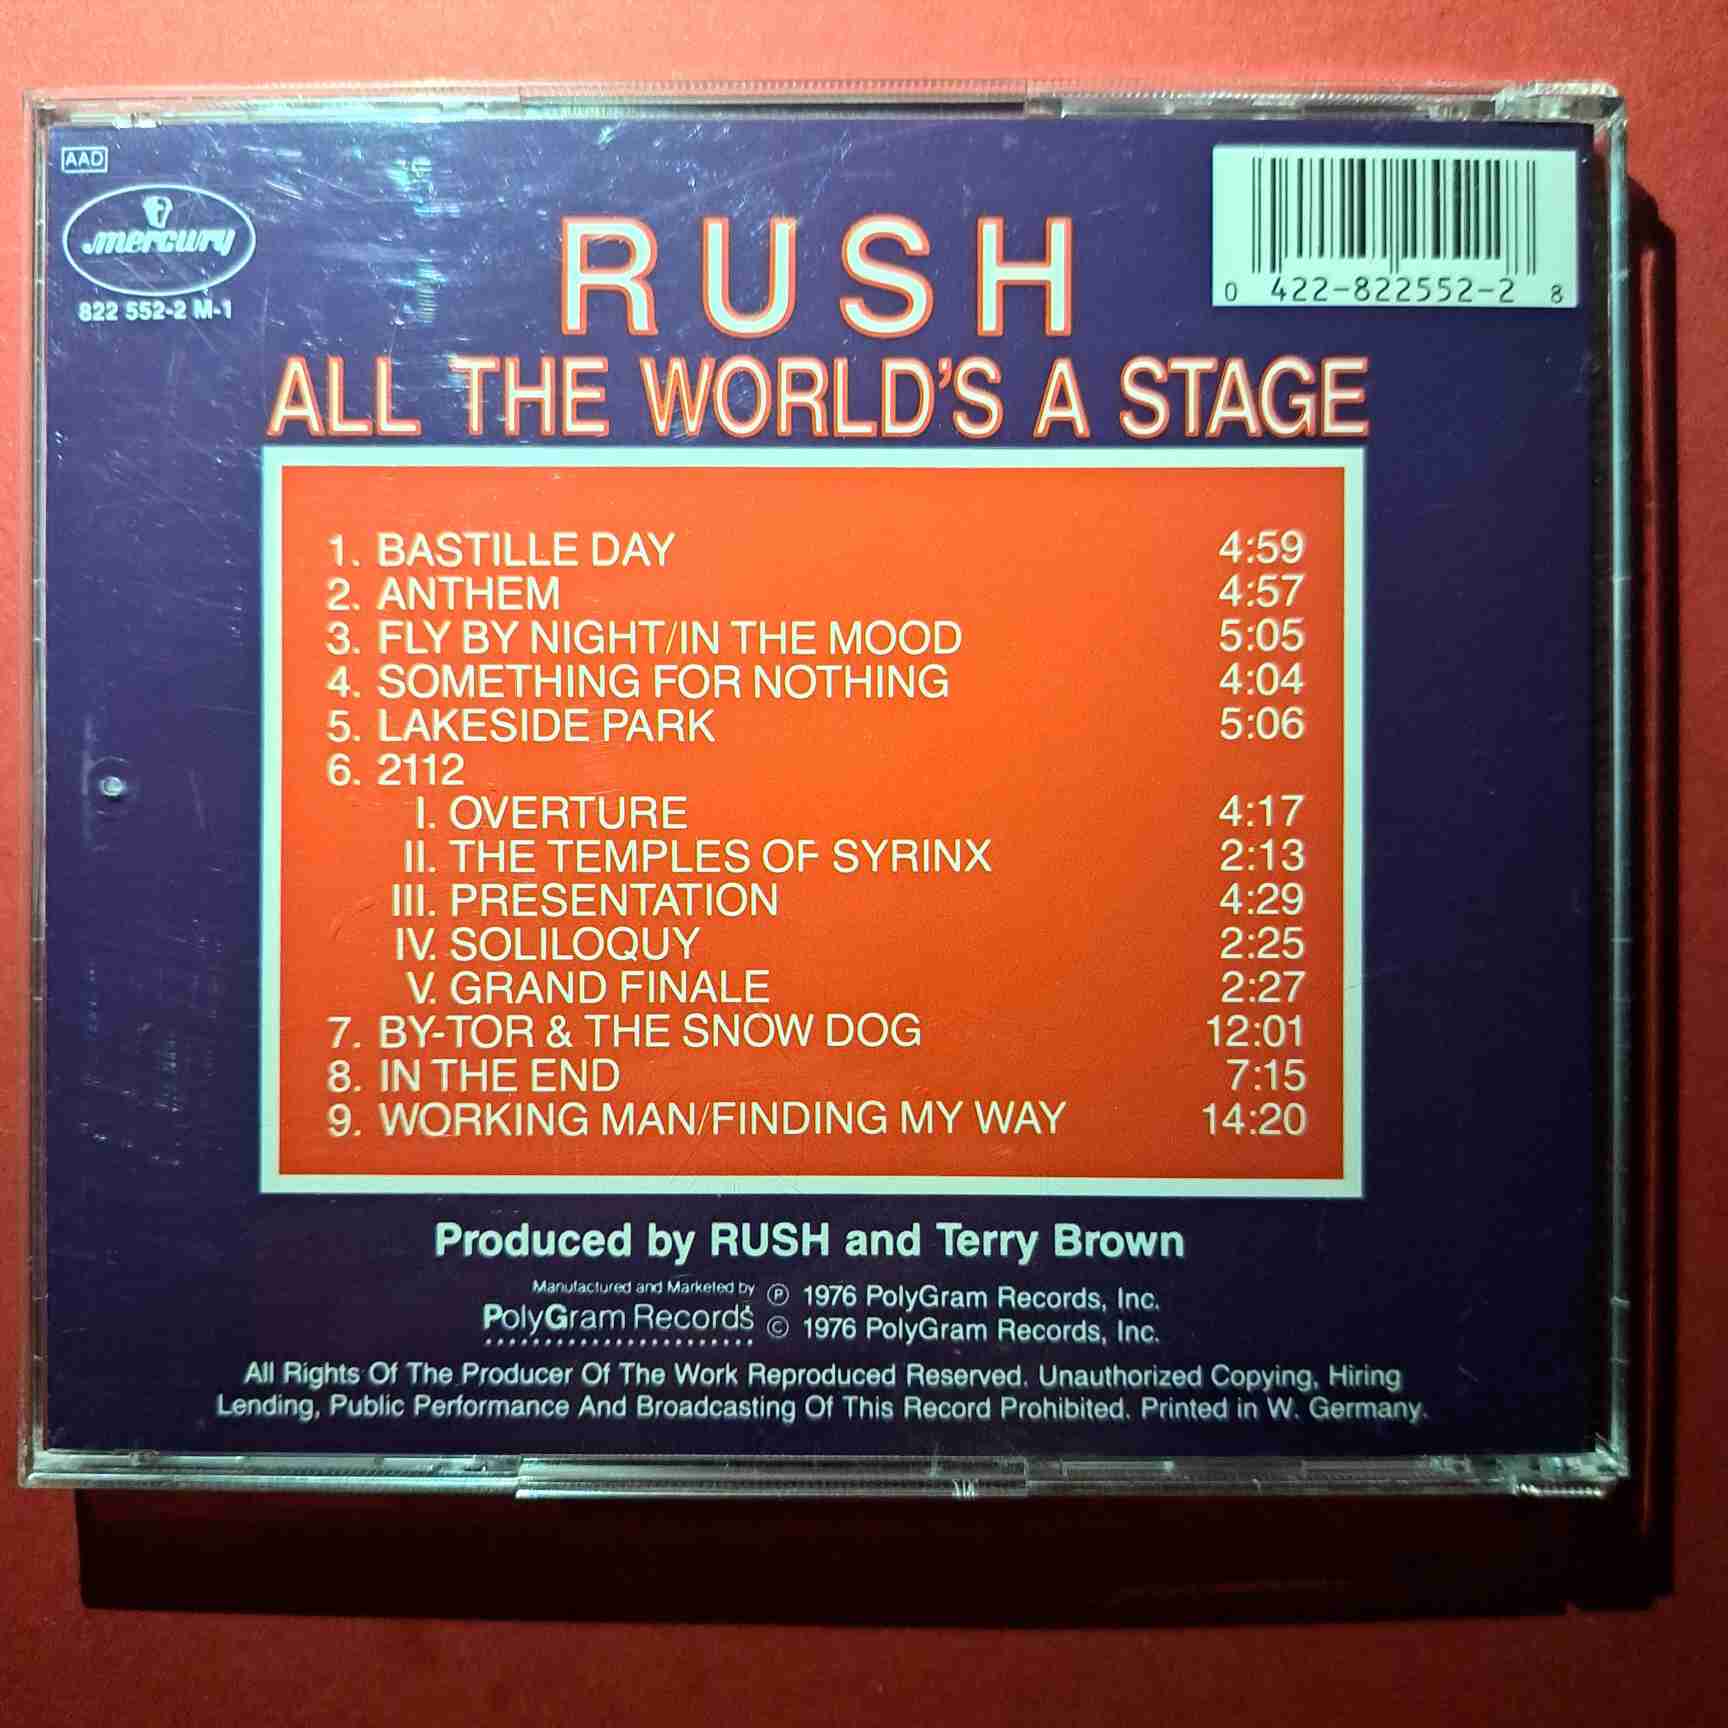 AAD
mercury
822 552-2 M-1
0 422-822552-2 8
RUSH
ALL THE WORLD'S A STAGE
1. BASTILLE DAY 4:59
2. ANTHEM 4:57
3. FLY BY NIGHT/IN THE MOOD 5:05
4. SOMETHING FOR NOTHING 4:04
5. LAKESIDE PARK 5:06
6. 2112
I. OVERTURE 4:17
II. THE TEMPLES OF SYRINX 2:13
III. PRESENTATION 4:29
IV. SOLILOQUY 2:25
V. GRAND FINALE 2:27
7. BY-TOR & THE SNOW DOG 12:01
8. IN THE END 7:15
9. WORKING MAN/FINDING MY WAY 14:20
Produced by RUSH and Terry Brown
Manufactured and Marketed by
PolyGram Records
℗ 1976 PolyGram Records, Inc.
© 1976 PolyGram Records, Inc.
All Rights Of The Producer Of The Work Reproduced Reserved. Unauthorized Copying, Hiring
Lending, Public Performance And Broadcasting Of This Record Prohibited. Printed in W. Germany.